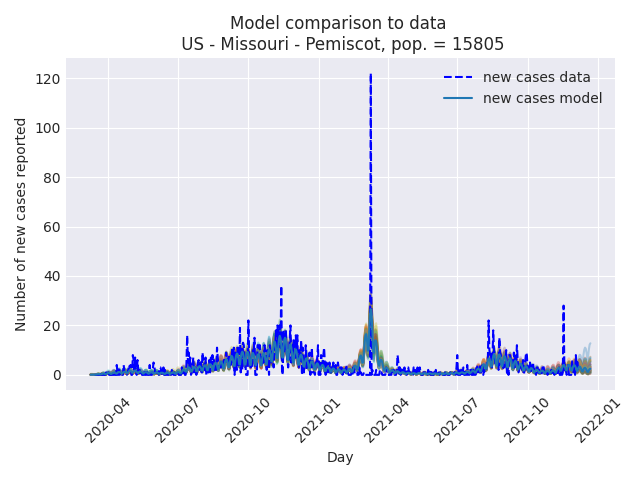 Model comparison to data
US - Missouri - Pemiscot, pop. = 15805
new cases data
new cases model
Number of new cases reported
120
100
80
60
40
20
0
2020-04
2020-07
2020-10
2021-01
2021-04
2021-07
2021-10
2022-01
Day